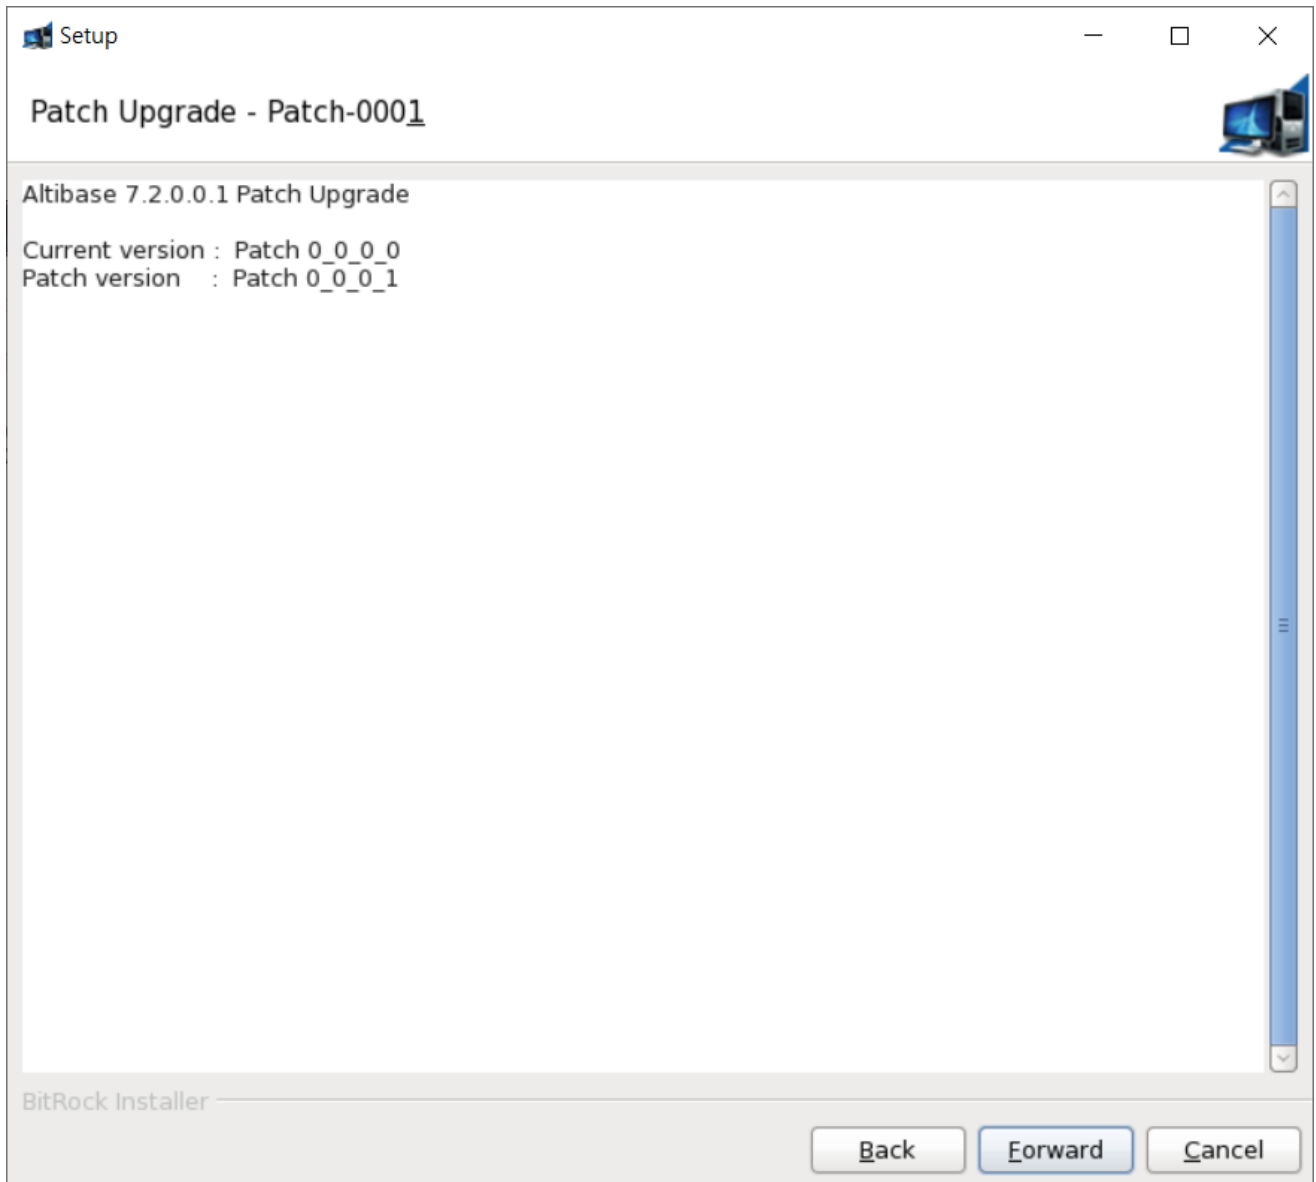 Setup
Patch Upgrade - Patch-0001
Altibase 7.2.0.0.1 Patch Upgrade
Current version :  Patch 0_0_0_0
Patch version    :  Patch 0_0_0_1
BitRock Installer
Back
Forward
Cancel